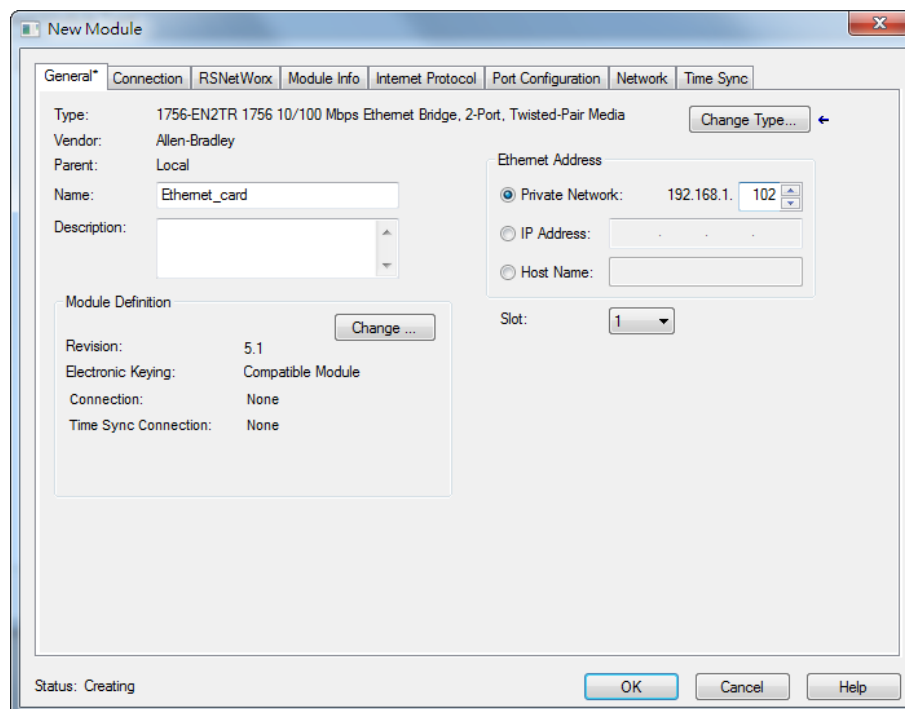 New Module
General* Connection RSNetWorx Module Info Internet Protocol Port Configuration Network Time Sync
Type: 1756-EN2TR 1756 10/100 Mbps Ethernet Bridge, 2-Port, Twisted-Pair Media Change Type...
Vendor: Allen-Bradley
Parent: Local
Name: Ethernet_card
Description:
Ethernet Address
Private Network: 192.168.1. 102
IP Address: . . .
Host Name:
Slot: 1
Module Definition
Change ...
Revision: 5.1
Electronic Keying: Compatible Module
Connection: None
Time Sync Connection: None
Status: Creating OK Cancel Help